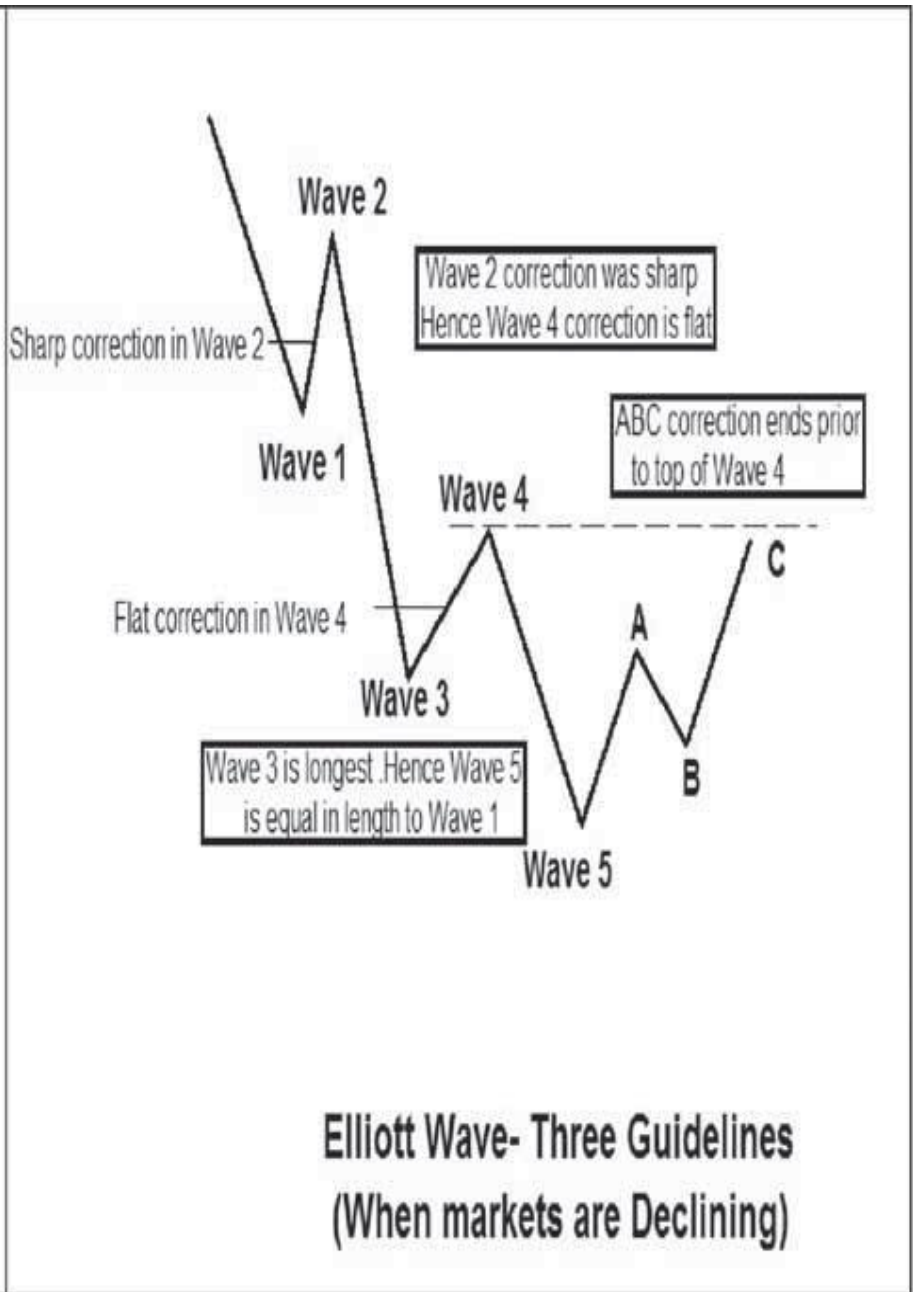 Wave 2
Wave 2 correction was sharp
Hence Wave 4 correction is flat
Sharp correction in Wave 2
ABC correction ends prior
to top of Wave 4
Wave 1
Wave 4
C
Flat correction in Wave 4
A
Wave 3
Wave 3 is longest .Hence Wave 5
is equal in length to Wave 1
B
Wave 5
Elliott Wave- Three Guidelines
(When markets are Declining)